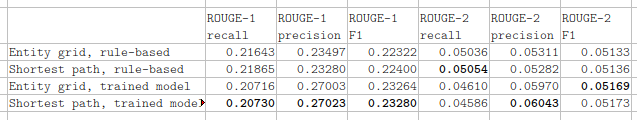 ROUGE-1 recall ROUGE-1 precision ROUGE-1 F1 ROUGE-2 recall ROUGE-2 precision ROUGE-2 F1
Entity grid, rule-based 0.21643 0.23497 0.22322 0.05036 0.05311 0.05133
Shortest path, rule-based 0.21865 0.23280 0.22400 0.05054 0.05282 0.05136
Entity grid, trained model 0.20716 0.27003 0.23264 0.04610 0.05970 0.05169
Shortest path, trained mode 0.20730 0.27023 0.23280 0.04586 0.06043 0.05173